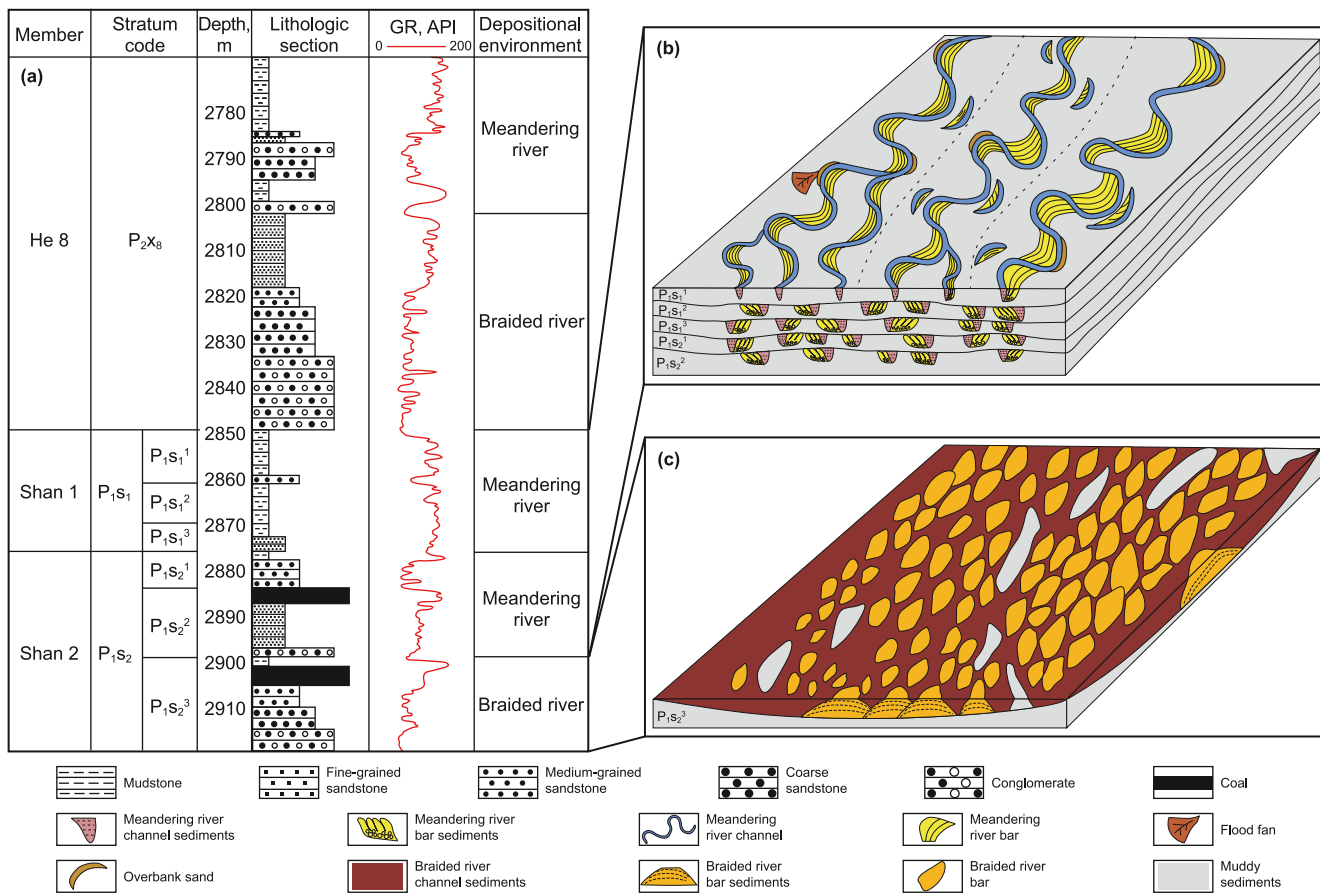 Member
Stratum
code
Depth,
m
Lithologic
section
GR, API
0 200
Depositional
environment
(a)
He 8
P₂x₈
2780
2790
2800
2810
2820
2830
2840
2850
2860
2870
2880
2890
2900
2910
Meandering
river
Braided river
Shan 1
P₁s₁
P₁s₁¹
P₁s₁²
P₁s₁³
Meandering
river
Shan 2
P₁s₂
P₁s₂¹
P₁s₂²
P₁s₂³
Meandering
river
Braided river
(b)
P₁s₁¹
P₁s₁²
P₁s₁³
P₁s₂¹
P₁s₂²
(c)
P₁s₂³
Mudstone
Fine-grained
sandstone
Medium-grained
sandstone
Coarse
sandstone
Conglomerate
Coal
Meandering river
channel sediments
Meandering river
bar sediments
Meandering
river channel
Meandering
river bar
Flood fan
Overbank sand
Braided river
channel sediments
Braided river
bar sediments
Braided river
bar
Muddy
sediments